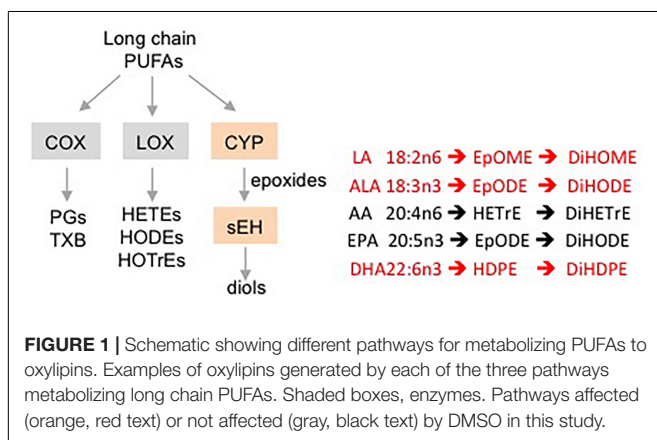 Long chain
PUFAs
COX LOX CYP
epoxides
PGs
TXB
HETEs
HODEs
HOTrEs
sEH
diols
LA 18:2n6 → EpOME → DiHOME
ALA 18:3n3 → EpODE → DiHODE
AA 20:4n6 → HETrE → DiHETrE
EPA 20:5n3 → EpODE → DiHODE
DHA22:6n3 → HDPE → DiHDPE
FIGURE 1 | Schematic showing different pathways for metabolizing PUFAs to
oxylipins. Examples of oxylipins generated by each of the three pathways
metabolizing long chain PUFAs. Shaded boxes, enzymes. Pathways affected
(orange, red text) or not affected (gray, black text) by DMSO in this study.